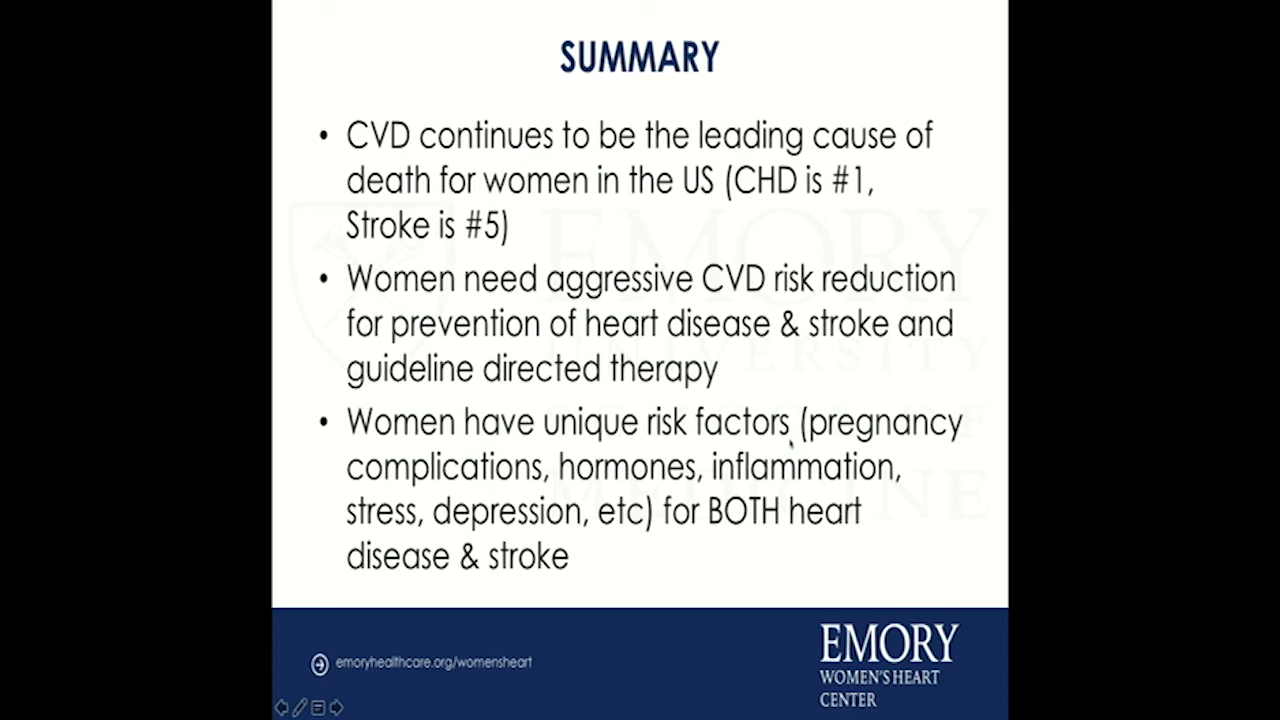 SUMMARY
• CVD continues to be the leading cause of
death for women in the US (CHD is #1,
Stroke is #5)
• Women need aggressive CVD risk reduction
for prevention of heart disease & stroke and
guideline directed therapy
• Women have unique risk factors (pregnancy
complications, hormones, inflammation,
stress, depression, etc) for BOTH heart
disease & stroke
emoryhealthcare.org/womensheart
EMORY
WOMEN'S HEART
CENTER